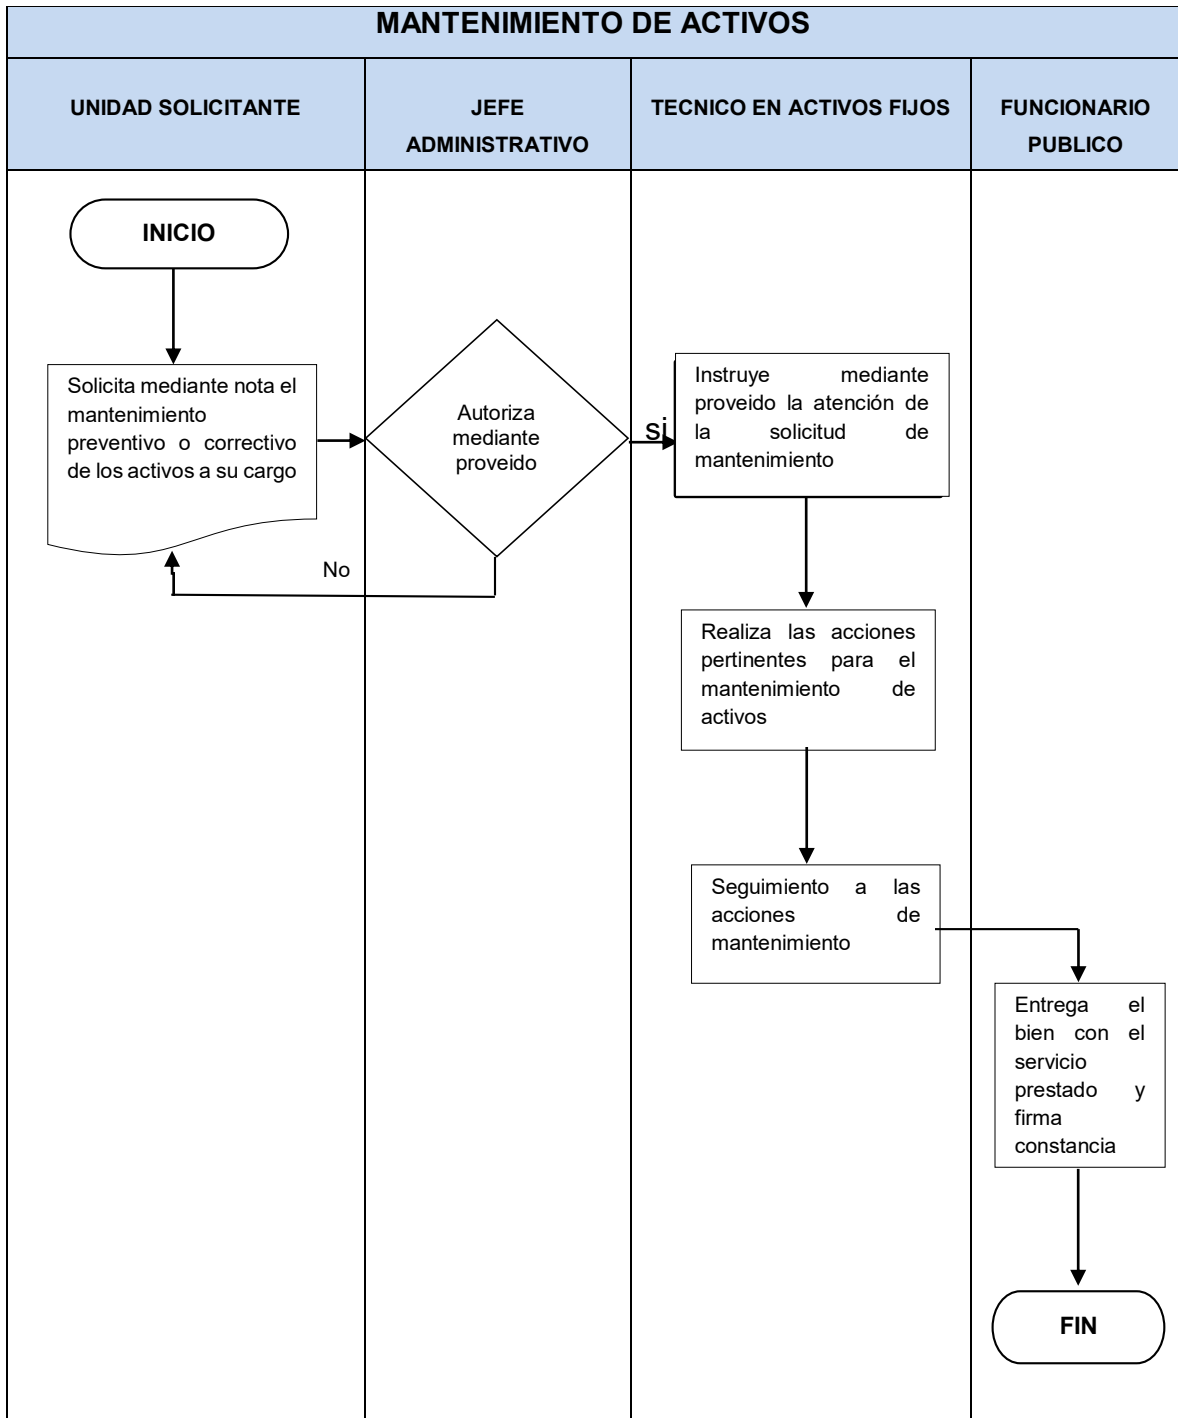 MANTENIMIENTO DE ACTIVOS
UNIDAD SOLICITANTE
JEFE
ADMINISTRATIVO
TECNICO EN ACTIVOS FIJOS
FUNCIONARIO
PUBLICO
INICIO
Solicita mediante nota el
mantenimiento
preventivo o correctivo
de los activos a su cargo
Autoriza
mediante
proveido
si
No
Instruye mediante
proveido la atención de
la solicitud de
mantenimiento
Realiza las acciones
pertinentes para el
mantenimiento de
activos
Seguimiento a las
acciones de
mantenimiento
Entrega el
bien con el
servicio
prestado y
firma
constancia
FIN